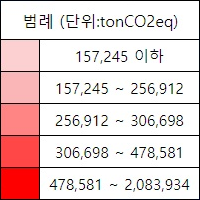 범례 (단위:tonCO2eq)
157,245 이하
157,245 ~ 256,912
256,912 ~ 306,698
306,698 ~ 478,581
478,581 ~ 2,083,934